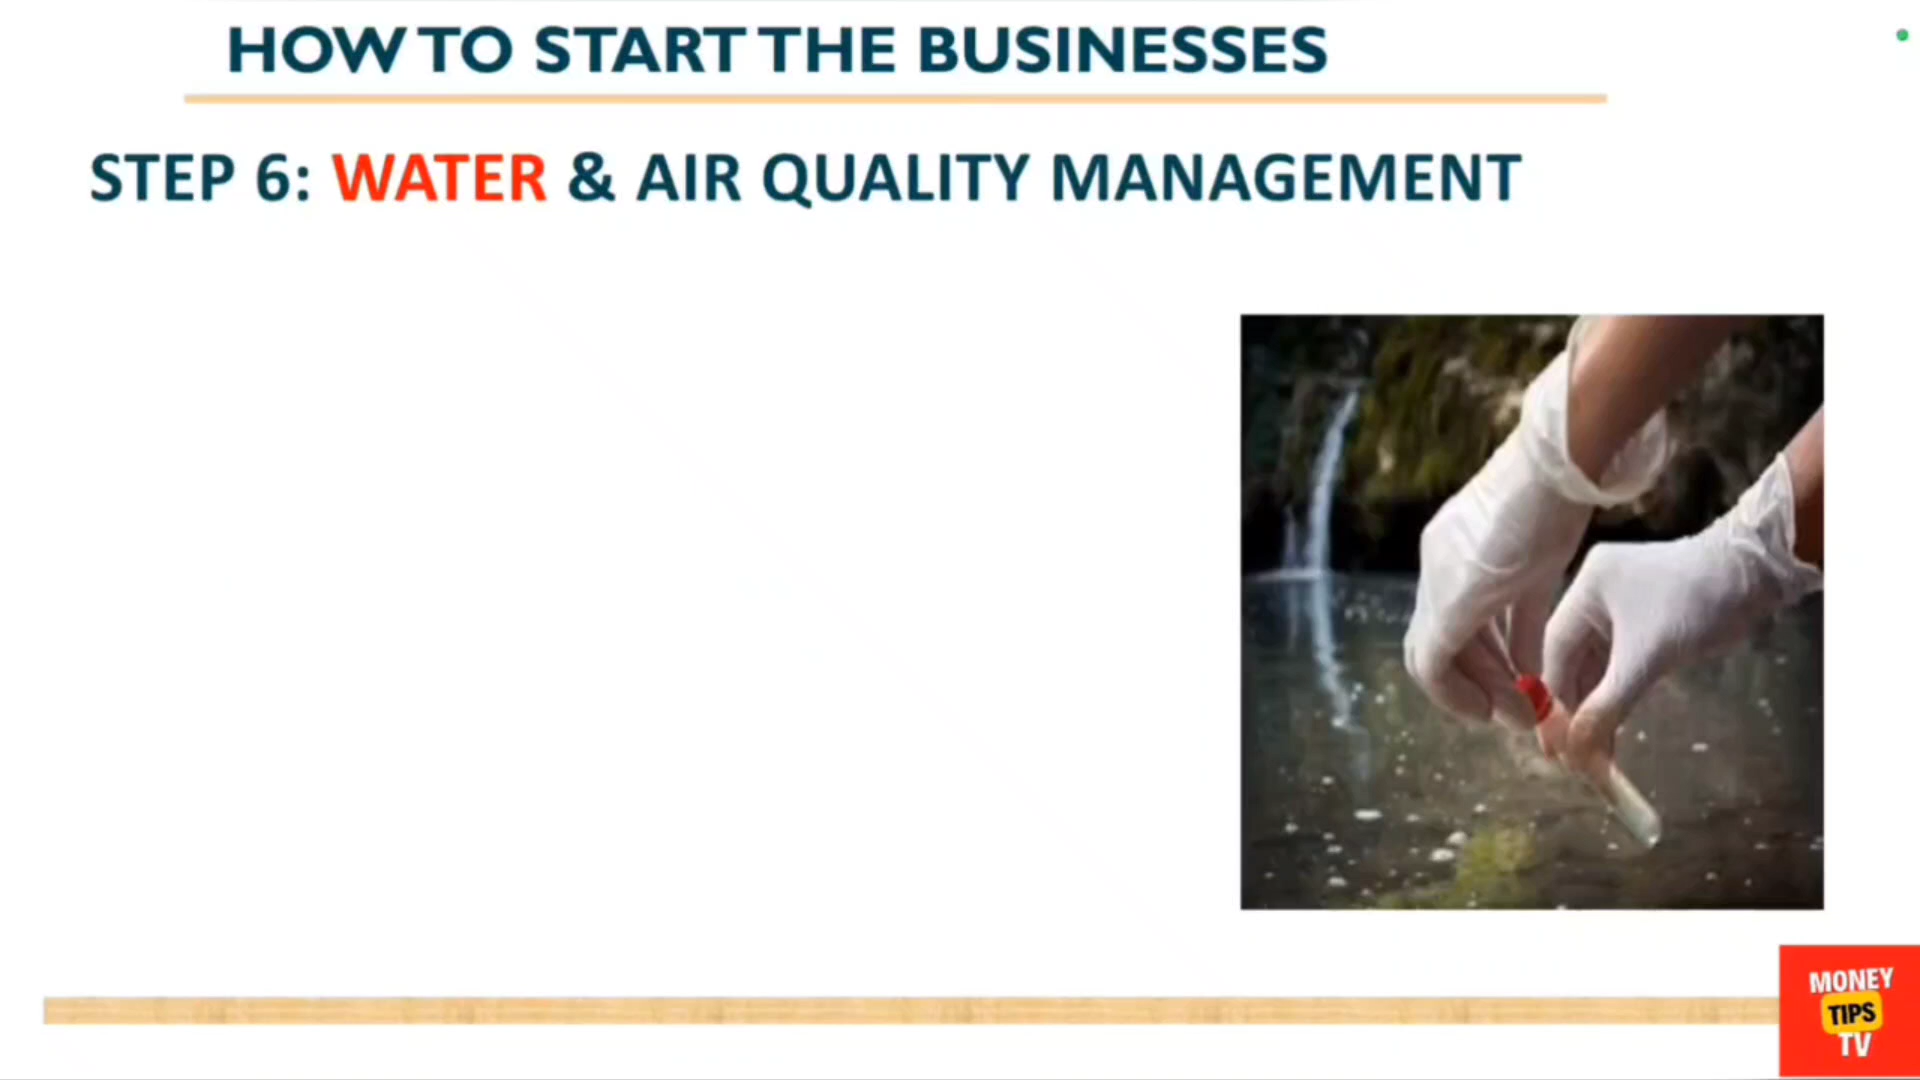 HOW TO START THE BUSINESSES
STEP 6: WATER & AIR QUALITY MANAGEMENT
MONEY
TIPS
TV